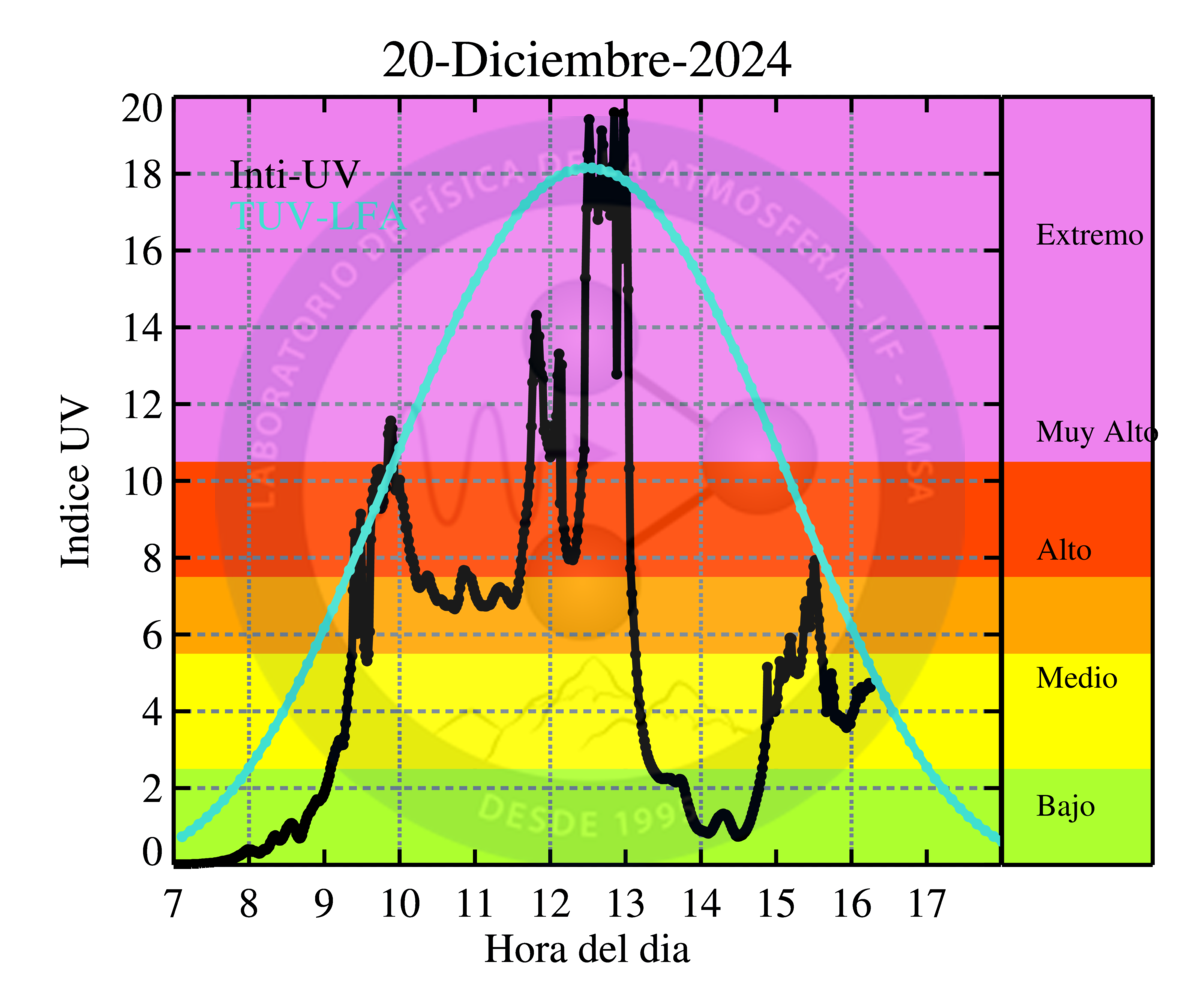 20-Diciembre-2024
Indice UV
20
18
16
14
12
10
8
6
4
2
0
Inti-UV
TUV-LFA
LABORATORIO DE FÍSICA DE LA ATMÓSFERA - IIF - UMSA
DESDE 199
Extremo
Muy Alto
Alto
Medio
Bajo
7 8 9 10 11 12 13 14 15 16 17
Hora del dia